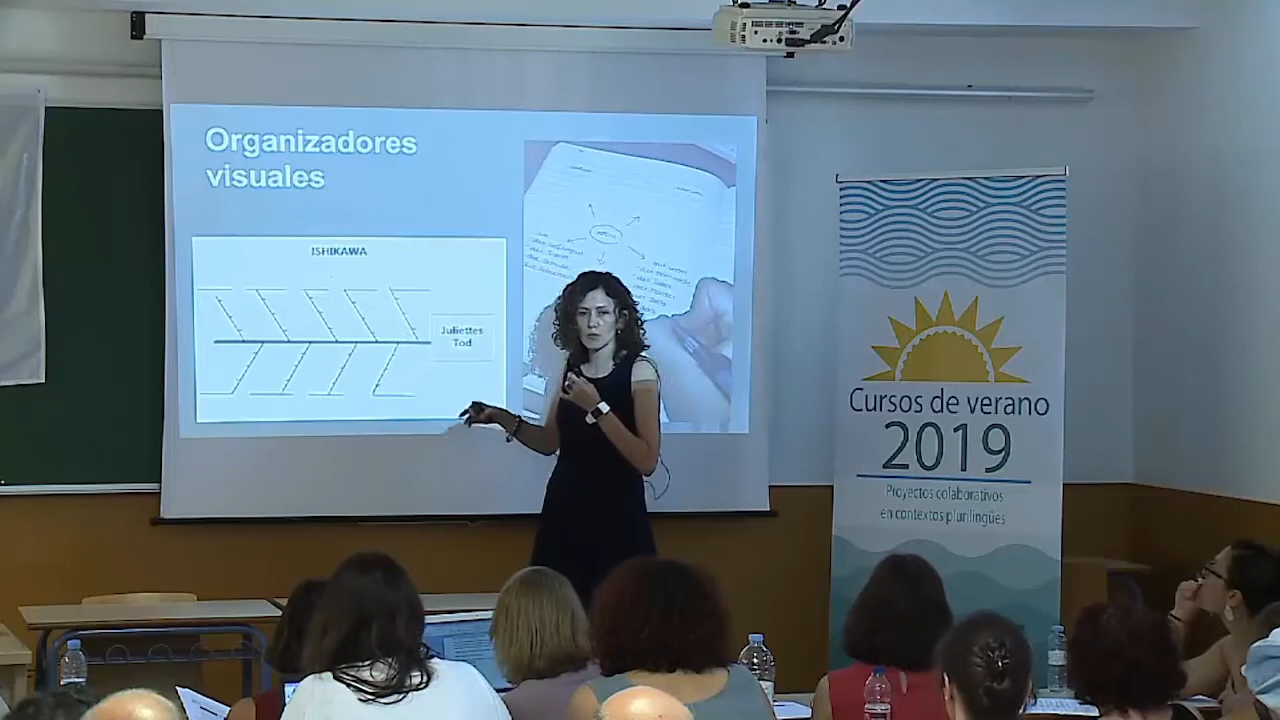 Organizadores
visuales
ISHIKAWA
Juliettes
Tod
Cursos de verano
2019
Proyectos colaborativos
en contextos plurilingües